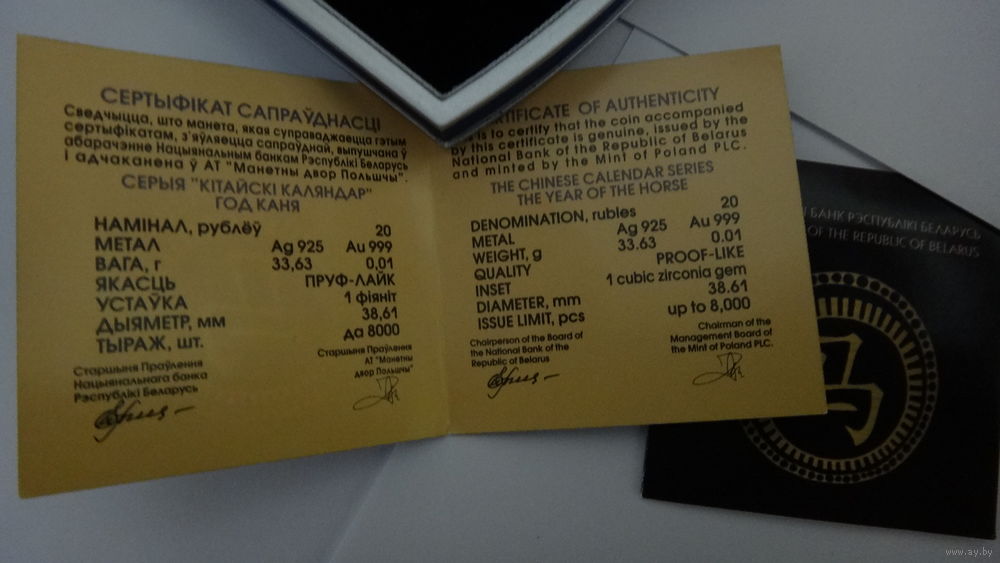 СЕРТЫФІКАТ САПРАЎДНАСЦІ
Сведчыцца, што манета, якая суправаджаецца гэтым
сертыфікатам, з'яўляецца сапраўднай, выпушчана ў
абарачэнне Нацыянальным банкам Рэспублікі Беларусь
і адчаканена ў АТ "Манетны двор Польшчы".
СЕРЫЯ "КІТАЙСКІ КАЛЯНДАР"
ГОД КАНЯ
НАМІНАЛ, рублёў 20
МЕТАЛ Ag 925 Au 999
ВАГА, г 33,63 0,01
ЯКАСЦЬ ПРУФ-ЛАЙК
УСТАЎКА 1 фіяніт
ДЫЯМЕТР, мм 38,61
ТЫРАЖ, шт. да 8000
Старшыня Праўлення
Нацыянальнага банка
Рэспублікі Беларусь
Старшыня Праўлення
АТ "Манетны
двор Польшчы"
CERTIFICATE OF AUTHENTICITY
is to certify that the coin accompanied
by this certificate is genuine, issued by the
National Bank of the Republic of Belarus
and minted by the Mint of Poland PLC.
THE CHINESE CALENDAR SERIES
THE YEAR OF THE HORSE
DENOMINATION, rubles 20
METAL Ag 925 Au 999
WEIGHT, g 33.63 0.01
QUALITY PROOF-LIKE
INSET 1 cubic zirconia gem
DIAMETER, mm 38.61
ISSUE LIMIT, pcs up to 8,000
Chairperson of the Board of
the National Bank of the
Republic of Belarus
Chairman of the
Management Board of
the Mint of Poland PLC.
БАНК РЭСПУБЛІКІ БЕЛАРУСЬ
OF THE REPUBLIC OF BELARUS
馬
www.ay.by